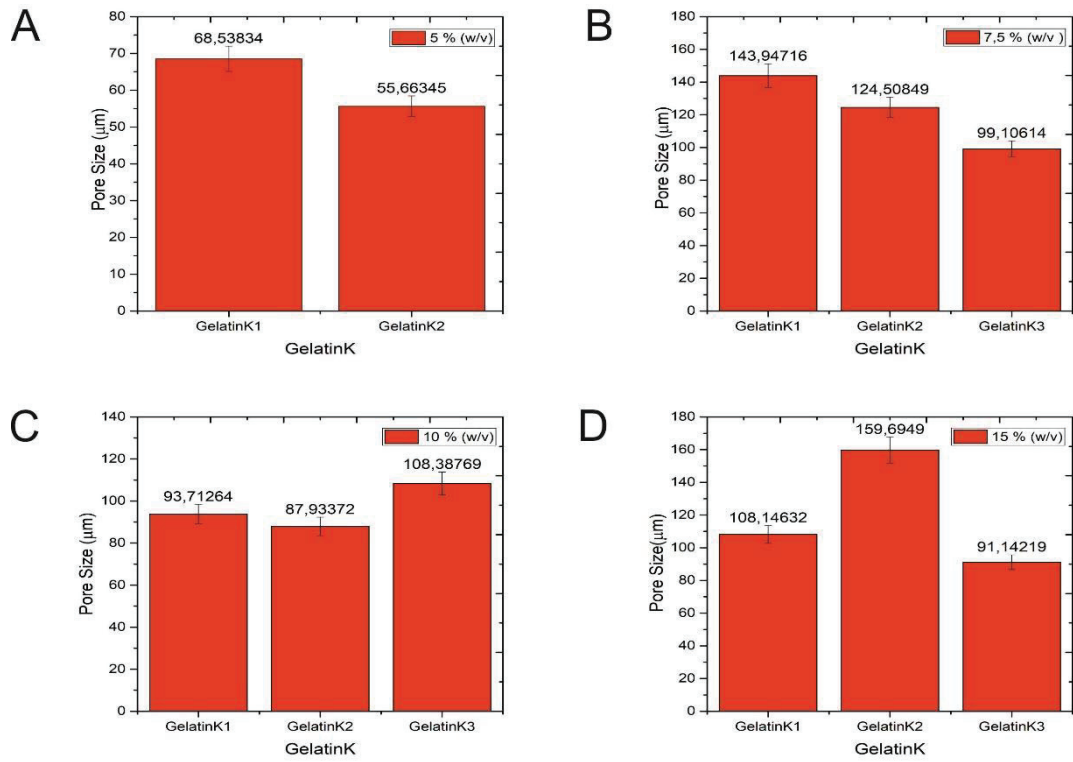 A
80
70
60
50
40
30
20
10
0
Pore Size (μm)
68,53834
55,66345
5 % (w/v)
GelatinK1
GelatinK2
GelatinK
B
180
160
140
120
100
80
60
40
20
0
Pore Size (μm)
143,94716
124,50849
99,10614
7,5 % (w/v )
GelatinK1
GelatinK2
GelatinK3
GelatinK
C
140
120
100
80
60
40
20
0
Pore Size (μm)
93,71264
87,93372
108,38769
10 % (w/v)
GelatinK1
GelatinK2
GelatinK3
GelatinK
D
180
160
140
120
100
80
60
40
20
0
Pore Size(μm)
108,14632
159,6949
91,14219
15 % (w/v)
GelatinK1
GelatinK2
GelatinK3
GelatinK